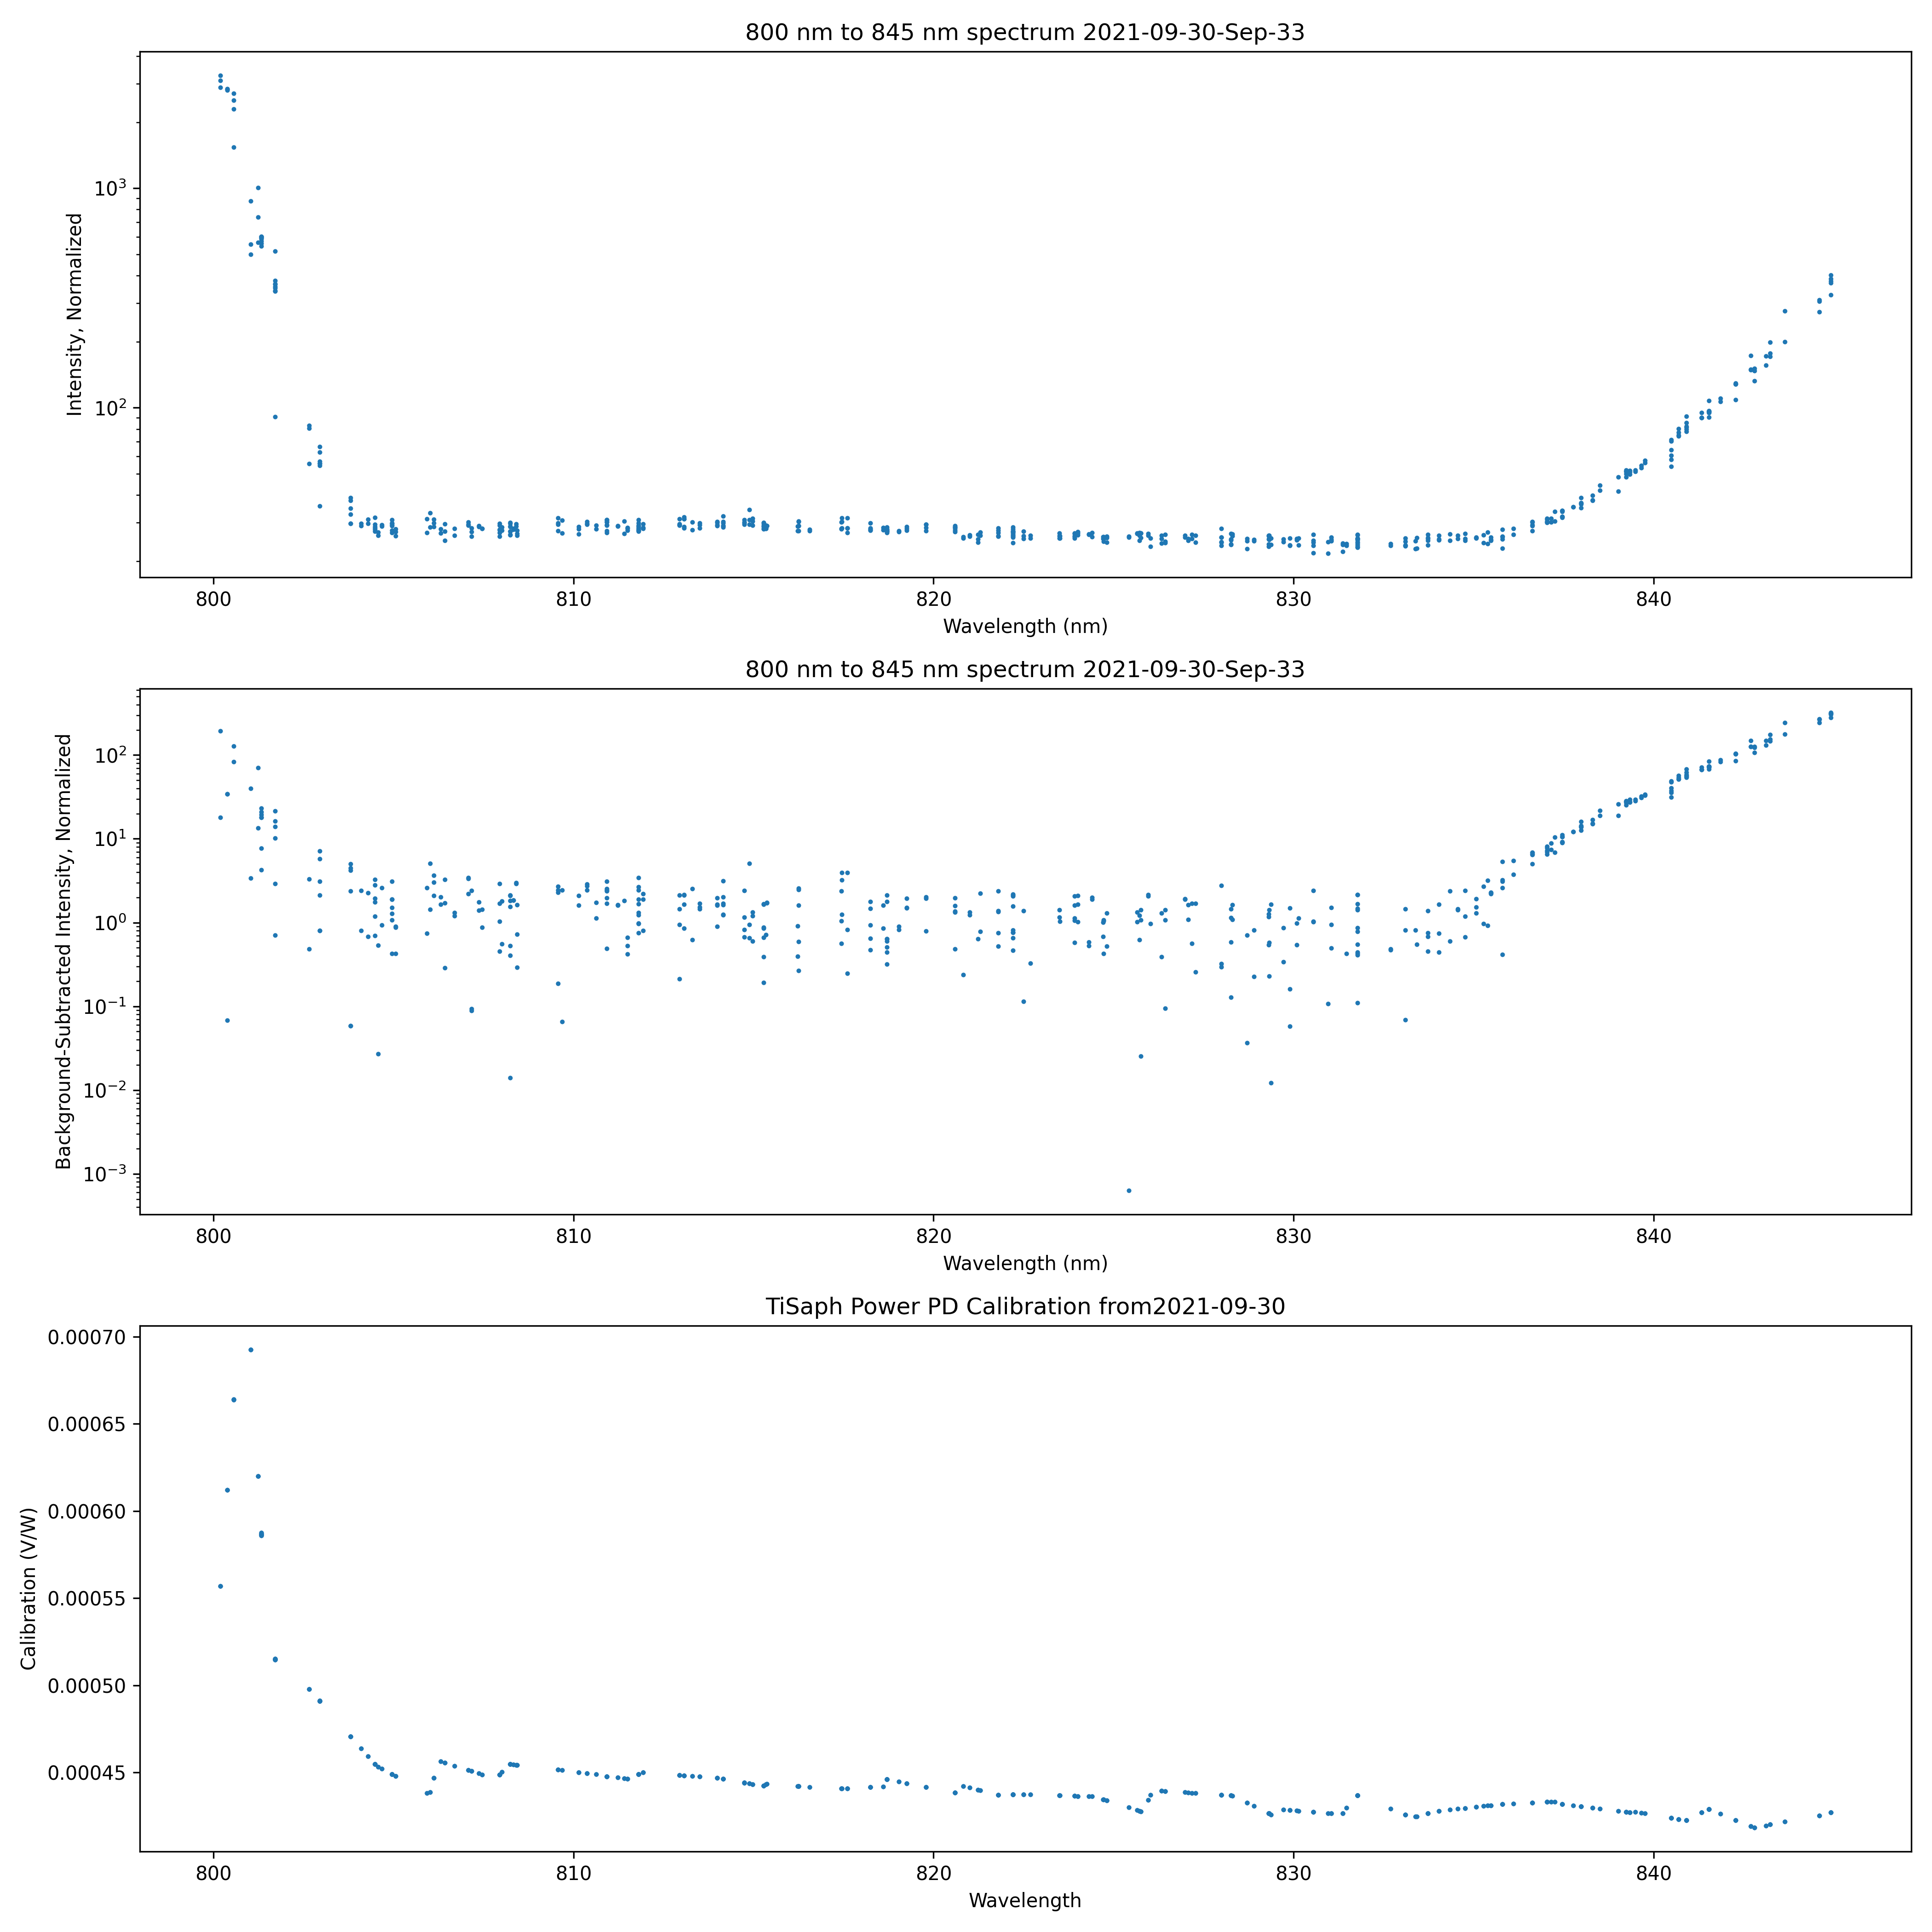 800 nm to 845 nm spectrum 2021-09-30-Sep-33
Intensity, Normalized
10³
10²
800 810 820 830 840
Wavelength (nm)
800 nm to 845 nm spectrum 2021-09-30-Sep-33
Background-Subtracted Intensity, Normalized
10²
10¹
10⁰
10⁻¹
10⁻²
10⁻³
800 810 820 830 840
Wavelength (nm)
TiSaph Power PD Calibration from2021-09-30
Calibration (V/W)
0.00070
0.00065
0.00060
0.00055
0.00050
0.00045
800 810 820 830 840
Wavelength